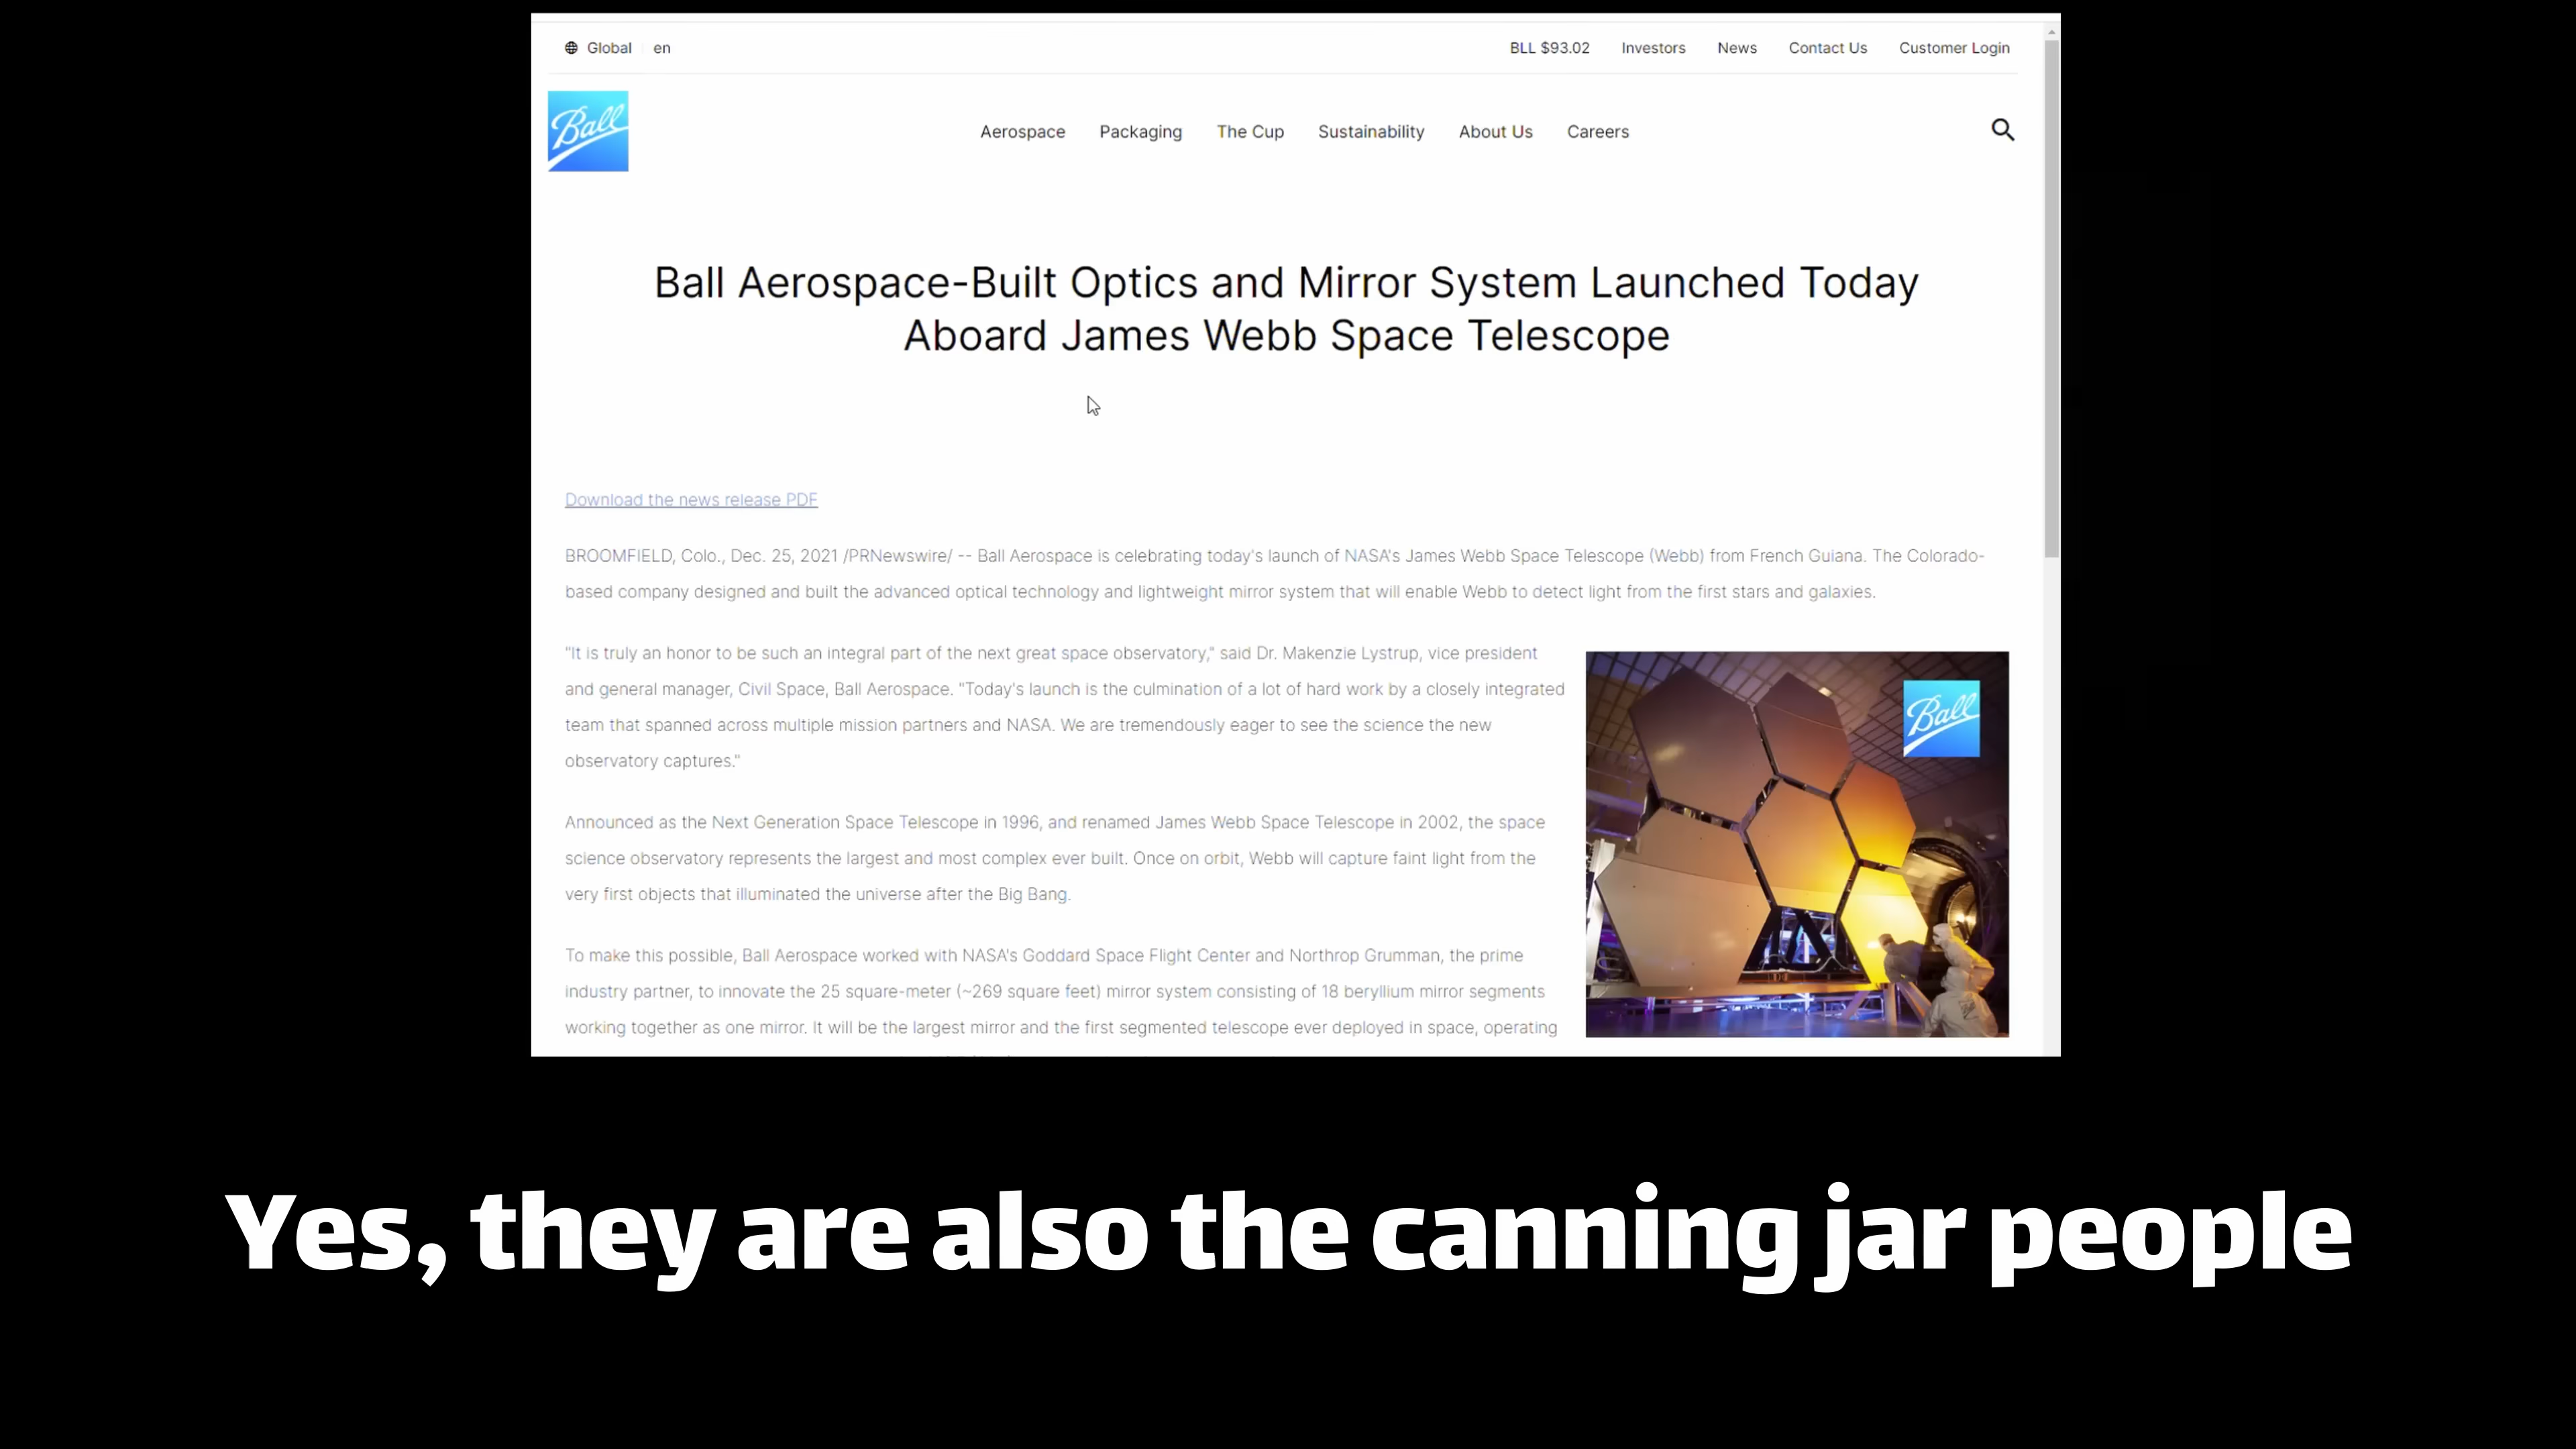 Global en
BLL $93.02 Investors News Contact Us Customer Login
Ball
Aerospace Packaging The Cup Sustainability About Us Careers
Ball Aerospace-Built Optics and Mirror System Launched Today
Aboard James Webb Space Telescope
Download the news release PDF
BROOMFIELD, Colo., Dec. 25, 2021 /PRNewswire/ -- Ball Aerospace is celebrating today's launch of NASA's James Webb Space Telescope (Webb) from French Guiana. The Colorado-
based company designed and built the advanced optical technology and lightweight mirror system that will enable Webb to detect light from the first stars and galaxies.
"It is truly an honor to be such an integral part of the next great space observatory," said Dr. Makenzie Lystrup, vice president
and general manager, Civil Space, Ball Aerospace. "Today's launch is the culmination of a lot of hard work by a closely integrated
team that spanned across multiple mission partners and NASA. We are tremendously eager to see the science the new
observatory captures."
Ball
Announced as the Next Generation Space Telescope in 1996, and renamed James Webb Space Telescope in 2002, the space
science observatory represents the largest and most complex ever built. Once on orbit, Webb will capture faint light from the
very first objects that illuminated the universe after the Big Bang.
To make this possible, Ball Aerospace worked with NASA's Goddard Space Flight Center and Northrop Grumman, the prime
industry partner, to innovate the 25 square-meter (~269 square feet) mirror system consisting of 18 beryllium mirror segments
working together as one mirror. It will be the largest mirror and the first segmented telescope ever deployed in space, operating
Yes, they are also the canning jar people